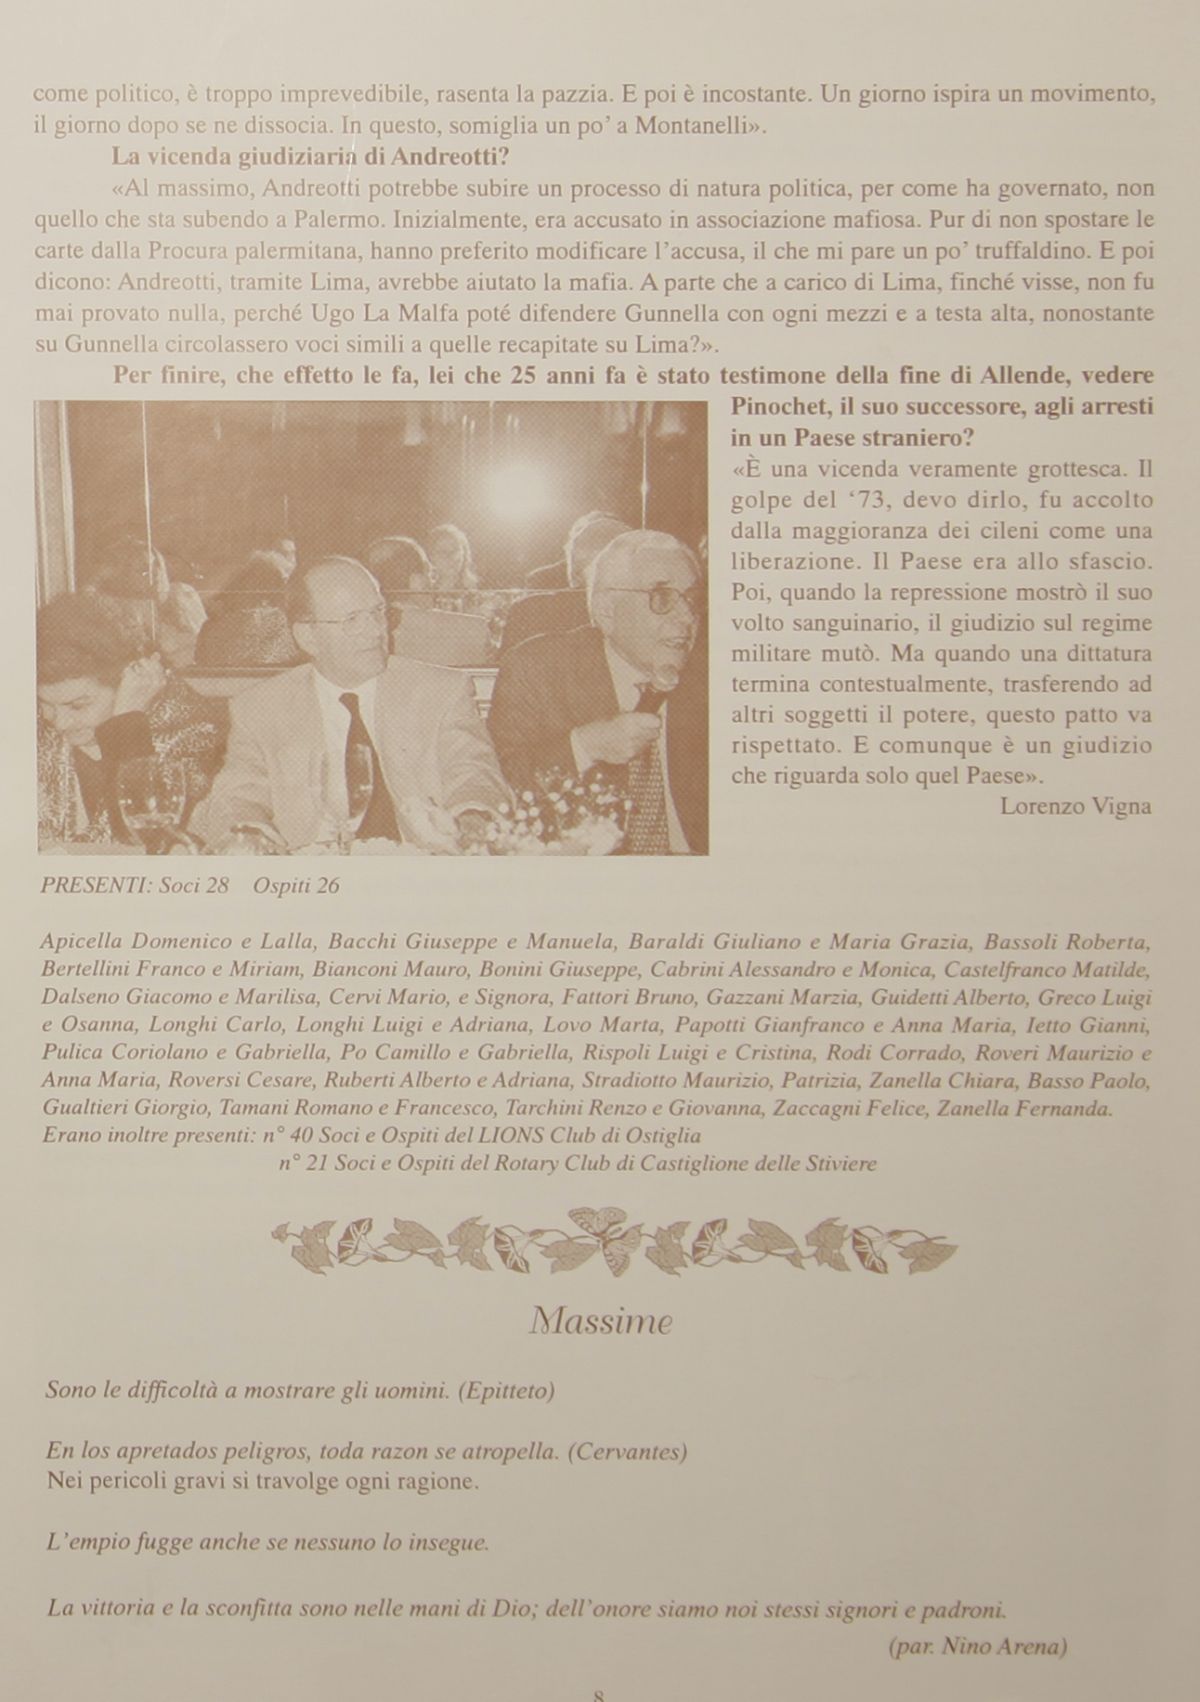 come politico, è troppo imprevedibile, rasenta la pazzia. E poi è incostante. Un giorno ispira un movimento,
il giorno dopo se ne dissocia. In questo, somiglia un po’ a Montanelli».
La vicenda giudiziaria di Andreotti?
«Al massimo, Andreotti potrebbe subire un processo di natura politica, per come ha governato, non
quello che sta subendo a Palermo. Inizialmente, era accusato in associazione mafiosa. Pur di non spostare le
carte dalla Procura palermitana, hanno preferito modificare l’accusa, il che mi pare un po’ truffaldino. E poi
dicono: Andreotti, tramite Lima, avrebbe aiutato la mafia. A parte che a carico di Lima, finché visse, non fu
mai provato nulla, perché Ugo La Malfa poté difendere Gunnella con ogni mezzi e a testa alta, nonostante
su Gunnella circolassero voci simili a quelle recapitate su Lima?».
Per finire, che effetto le fa, lei che 25 anni fa è stato testimone della fine di Allende, vedere
Pinochet, il suo successore, agli arresti
in un Paese straniero?
«È una vicenda veramente grottesca. Il
golpe del ‘73, devo dirlo, fu accolto
dalla maggioranza dei cileni come una
liberazione. Il Paese era allo sfascio.
Poi, quando la repressione mostrò il suo
volto sanguinario, il giudizio sul regime
militare mutò. Ma quando una dittatura
termina contestualmente, trasferendo ad
altri soggetti il potere, questo patto va
rispettato. E comunque è un giudizio
che riguarda solo quel Paese».
Lorenzo Vigna
PRESENTI: Soci 28 Ospiti 26
Apicella Domenico e Lalla, Bacchi Giuseppe e Manuela, Baraldi Giuliano e Maria Grazia, Bassoli Roberta,
Bertellini Franco e Miriam, Bianconi Mauro, Bonini Giuseppe, Cabrini Alessandro e Monica, Castelfranco Matilde,
Dalseno Giacomo e Marilisa, Cervi Mario, e Signora, Fattori Bruno, Gazzani Marzia, Guidetti Alberto, Greco Luigi
e Osanna, Longhi Carlo, Longhi Luigi e Adriana, Lovo Marta, Papotti Gianfranco e Anna Maria, Ietto Gianni,
Pulica Coriolano e Gabriella, Po Camillo e Gabriella, Rispoli Luigi e Cristina, Rodi Corrado, Roveri Maurizio e
Anna Maria, Roversi Cesare, Ruberti Alberto e Adriana, Stradiotto Maurizio, Patrizia, Zanella Chiara, Basso Paolo,
Gualtieri Giorgio, Tamani Romano e Francesco, Tarchini Renzo e Giovanna, Zaccagni Felice, Zanella Fernanda.
Erano inoltre presenti: n° 40 Soci e Ospiti del LIONS Club di Ostiglia
n° 21 Soci e Ospiti del Rotary Club di Castiglione delle Stiviere
Massime
Sono le difficoltà a mostrare gli uomini. (Epitteto)
En los apretados peligros, toda razon se atropella. (Cervantes)
Nei pericoli gravi si travolge ogni ragione.
L’empio fugge anche se nessuno lo insegue.
La vittoria e la sconfitta sono nelle mani di Dio; dell’onore siamo noi stessi signori e padroni.
(par. Nino Arena)
8